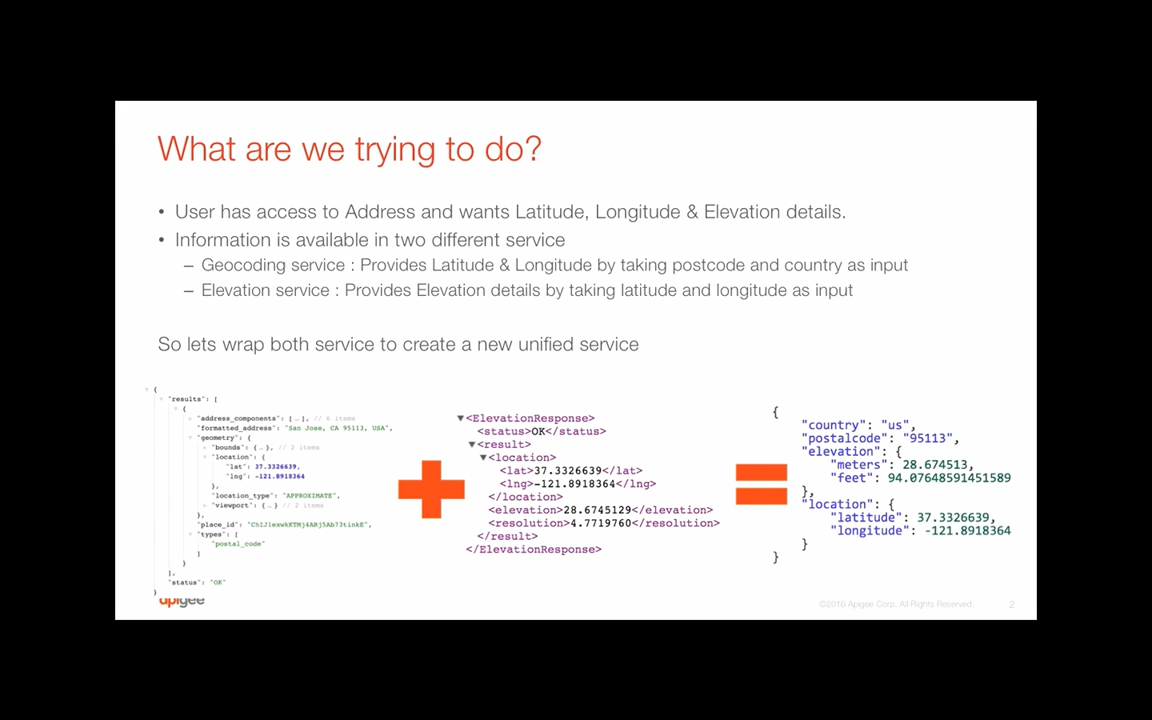 What are we trying to do?
• User has access to Address and wants Latitude, Longitude & Elevation details.
• Information is available in two different service
– Geocoding service : Provides Latitude & Longitude by taking postcode and country as input
– Elevation service : Provides Elevation details by taking latitude and longitude as input
So lets wrap both service to create a new unified service
{
"results": [
{
"address_components": [ … ], // 6 items
"formatted_address": "San Jose, CA 95113, USA",
"geometry": {
"bounds": { … }, // 2 items
"location": {
"lat": 37.3326639,
"lng": -121.8918364
},
"location_type": "APPROXIMATE",
"viewport": { … } // 2 items
},
"place_id":
"types": [
"postal_code"
]
}
],
"status": "OK"
}
<ElevationResponse>
<status>OK</status>
<result>
<location>
<lat>37.3326639</lat>
<lng>-121.8918364</lng>
</location>
<elevation>28.6745129</elevation>
<resolution>4.7719760</resolution>
</result>
</ElevationResponse>
{
"country": "us",
"postalcode": "95113",
"elevation": {
"meters": 28.674513,
"feet": 94.07648591451589
},
"location": {
"latitude": 37.3326639,
"longitude": -121.8918364
}
}
apigee
©2016 Apigee Corp. All Rights Reserved.
2